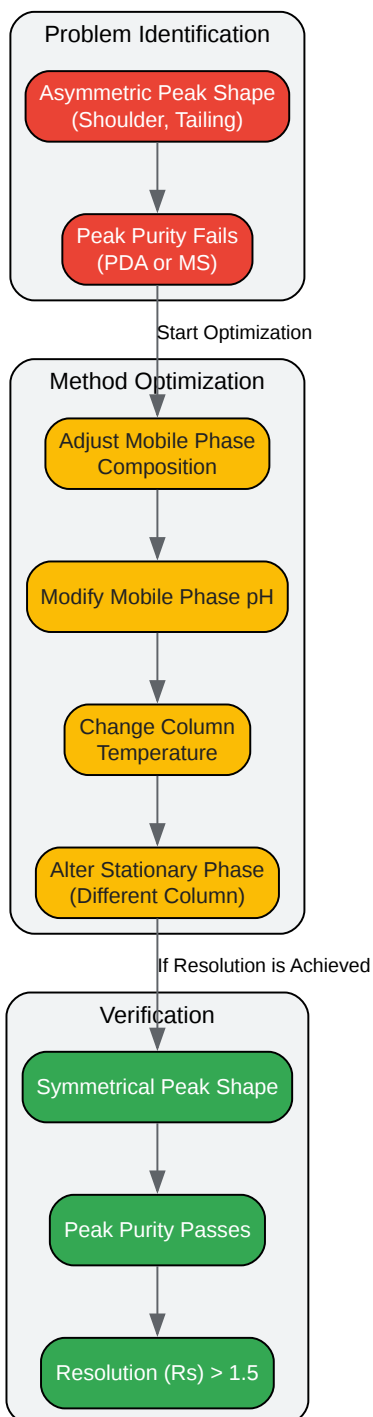 Problem Identification
Asymmetric Peak Shape
(Shoulder, Tailing)
Peak Purity Fails
(PDA or MS)
Start Optimization
Method Optimization
Adjust Mobile Phase
Composition
Modify Mobile Phase pH
Change Column
Temperature
Alter Stationary Phase
(Different Column)
If Resolution is Achieved
Verification
Symmetrical Peak Shape
Peak Purity Passes
Resolution (Rs) > 1.5